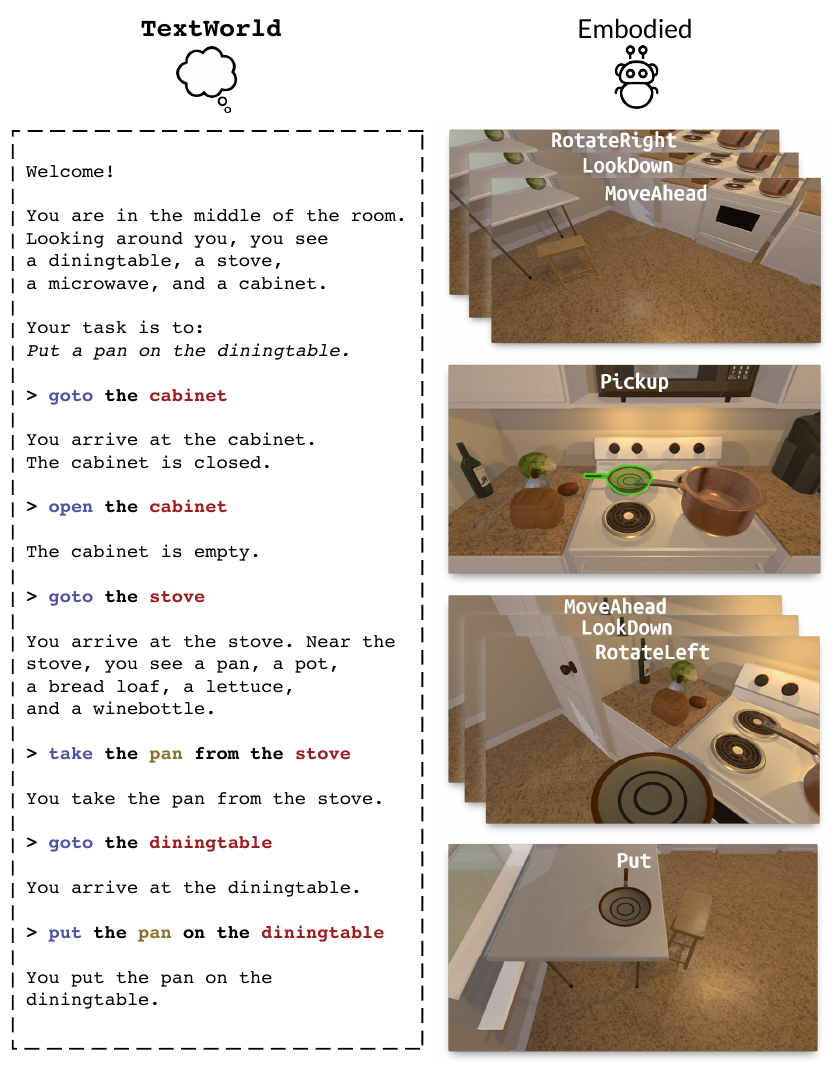 TextWorld
Welcome!
You are in the middle of the room.
Looking around you, you see
a diningtable, a stove,
a microwave, and a cabinet.
Your task is to:
Put a pan on the diningtable.
> goto the cabinet
You arrive at the cabinet.
The cabinet is closed.
> open the cabinet
The cabinet is empty.
> goto the stove
You arrive at the stove. Near the
stove, you see a pan, a pot,
a bread loaf, a lettuce,
and a winebottle.
> take the pan from the stove
You take the pan from the stove.
> goto the diningtable
You arrive at the diningtable.
> put the pan on the diningtable
You put the pan on the
diningtable.
Embodied
RotateRight
LookDown
MoveAhead
Pickup
MoveAhead
LookDown
RotateLeft
Put